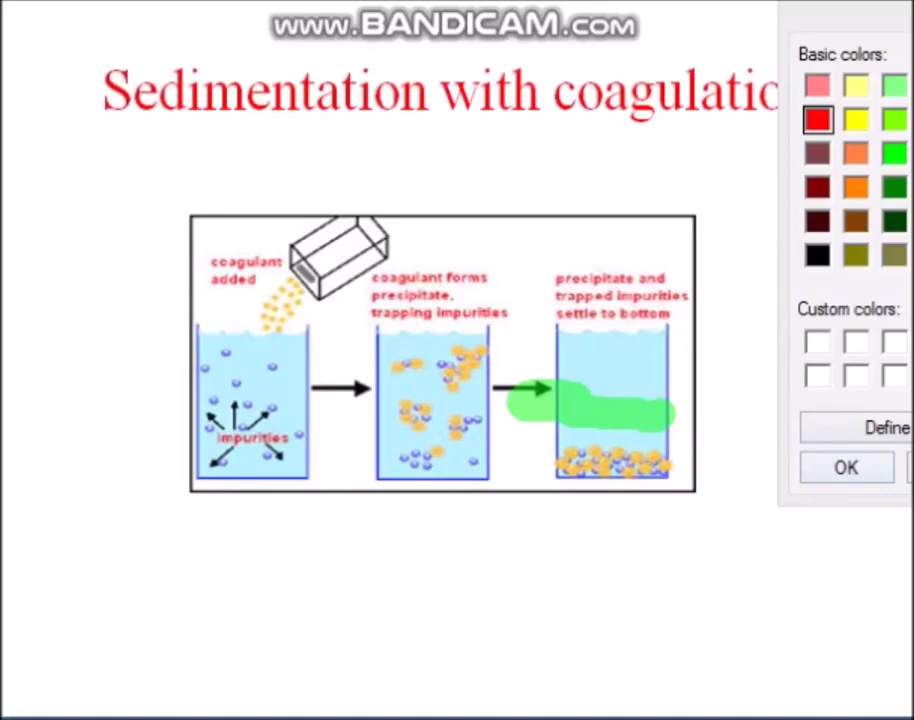 www.BANDICAM.com
Sedimentation with coagulatio
Basic colors:
coagulant
added
coagulant forms
precipitate,
trapping impurities
precipitate and
trapped impurities
settle to bottom
impurities
Custom colors:
Define
OK